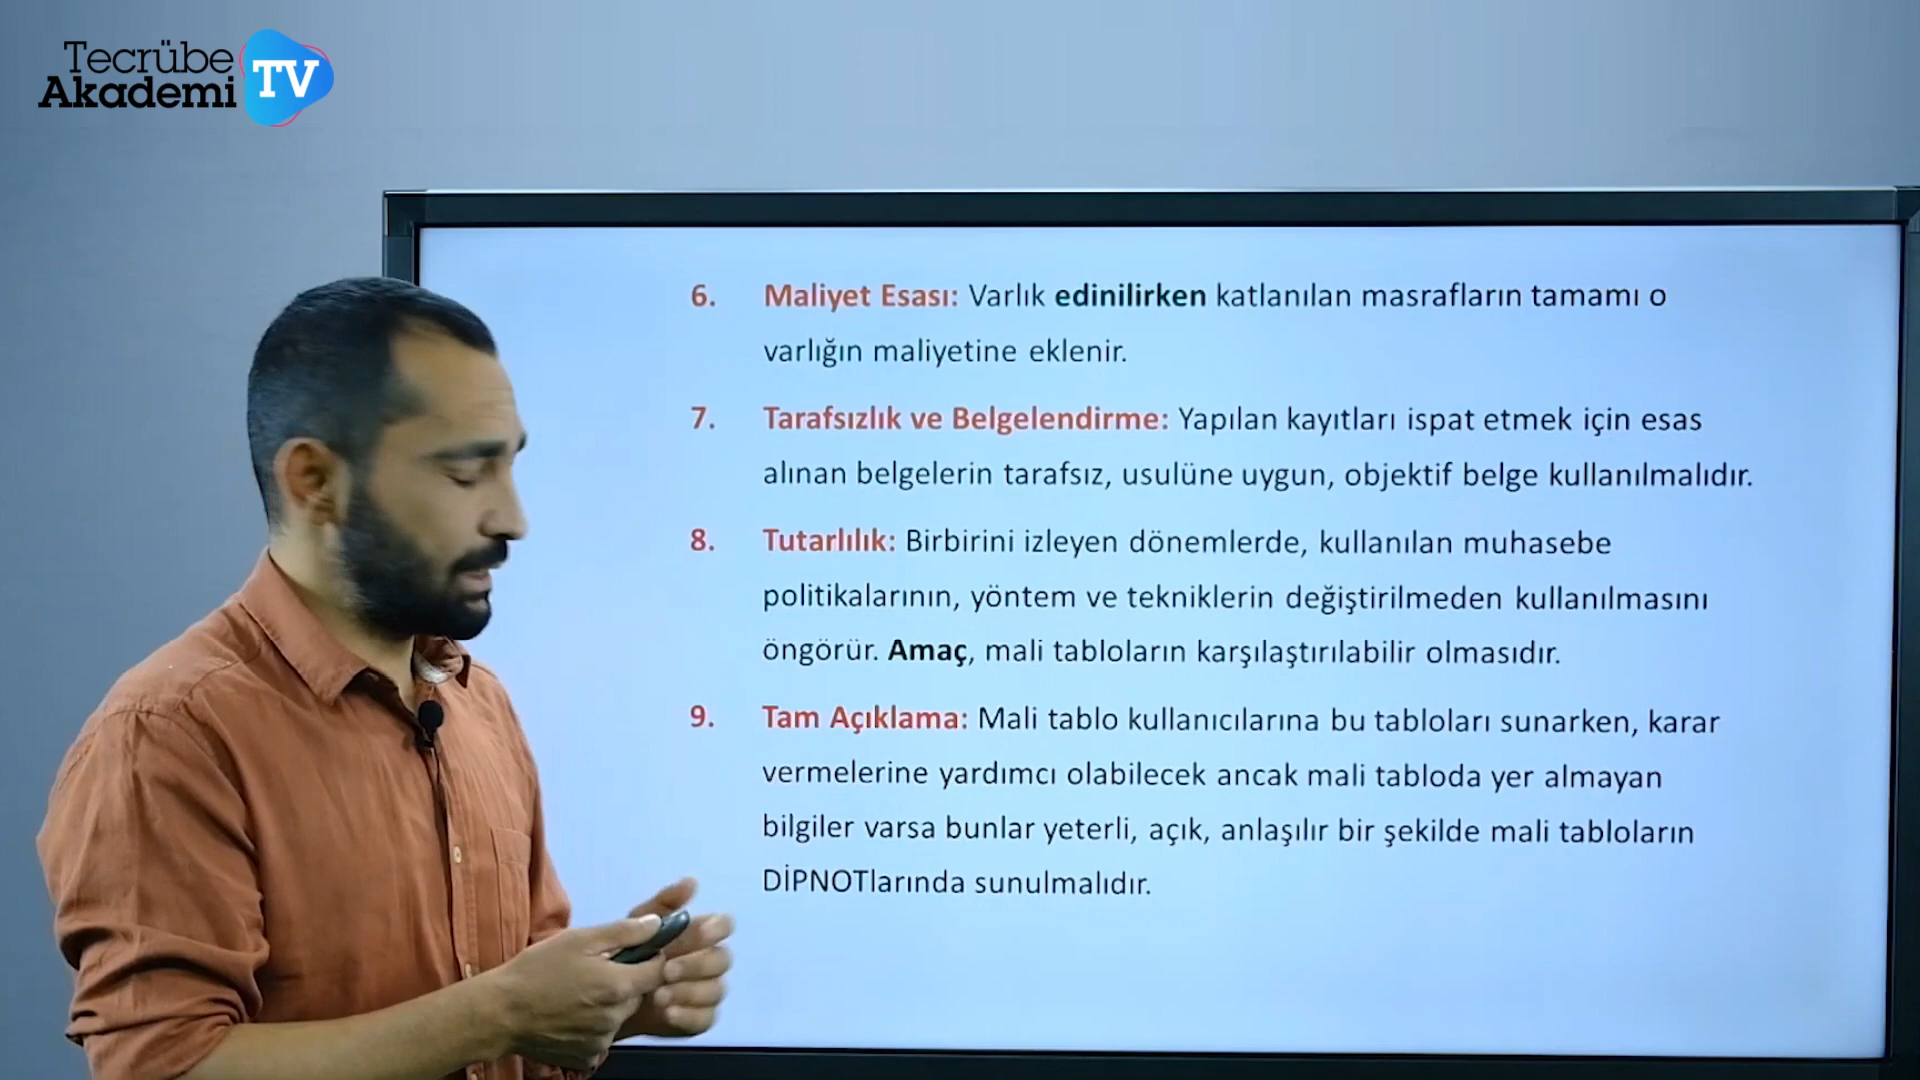 Tecrübe
Akademi TV
6. Maliyet Esası: Varlık edinilirken katlanılan masrafların tamamı o
varlığın maliyetine eklenir.
7. Tarafsızlık ve Belgelendirme: Yapılan kayıtları ispat etmek için esas
alınan belgelerin tarafsız, usulüne uygun, objektif belge kullanılmalıdır.
8. Tutarlılık: Birbirini izleyen dönemlerde, kullanılan muhasebe
politikalarının, yöntem ve tekniklerin değiştirilmeden kullanılmasını
öngörür. Amaç, mali tabloların karşılaştırılabilir olmasıdır.
9. Tam Açıklama: Mali tablo kullanıcılarına bu tabloları sunarken, karar
vermelerine yardımcı olabilecek ancak mali tabloda yer almayan
bilgiler varsa bunlar yeterli, açık, anlaşılır bir şekilde mali tabloların
DİPNOTlarında sunulmalıdır.